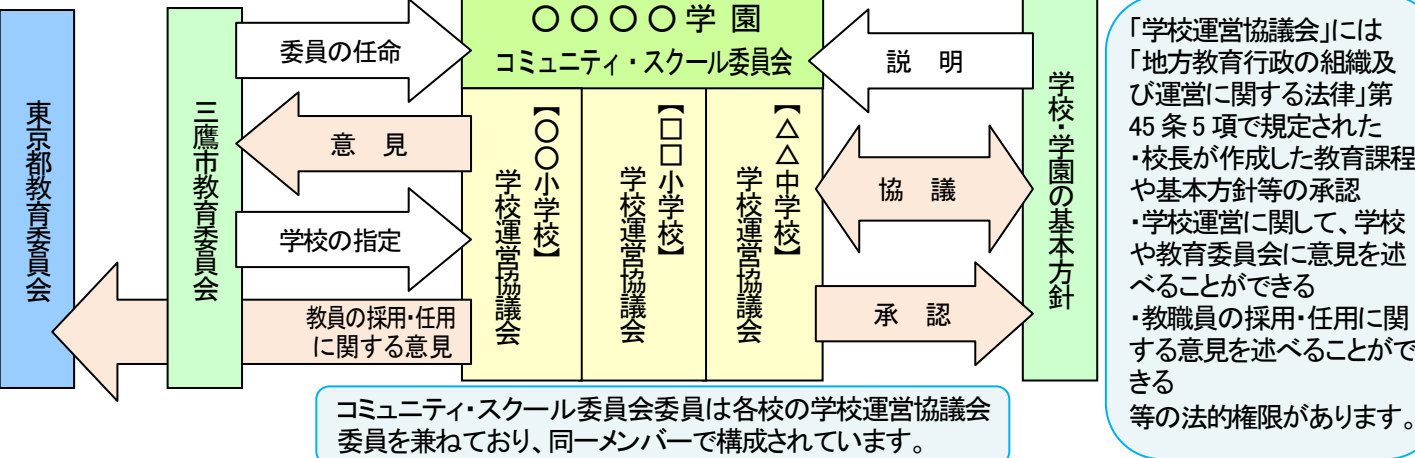 東京都教育委員会
三鷹市教育委員会
委員の任命
意　見
学校の指定
教員の採用・任用
に関する意見
〇〇〇〇学 園
コミュニティ・スクール委員会
【〇〇小学校】
学校運営協議会
【□□小学校】
学校運営協議会
【△△中学校】
学校運営協議会
説　明
協　議
承　認
学校・学園の基本方針
「学校運営協議会」には
「地方教育行政の組織及
び運営に関する法律」第
45 条 5 項で規定された
・校長が作成した教育課程
や基本方針等の承認
・学校運営に関して、学校
や教育委員会に意見を述
べることができる
・教職員の採用・任用に関
する意見を述べることがで
きる
等の法的権限があります。
コミュニティ・スクール委員会委員は各校の学校運営協議会
委員を兼ねており、同一メンバーで構成されています。